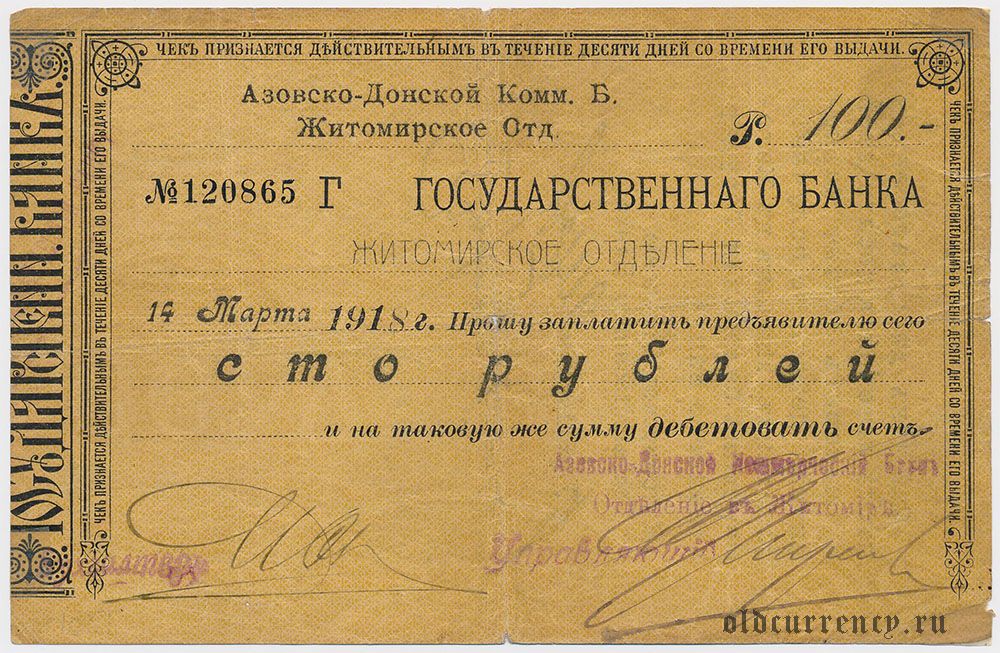 ЧЕКЪ ПРИЗНАЕТСЯ ДѢЙСТВИТЕЛЬНЫМЪ ВЪ ТЕЧЕНІЕ ДЕСЯТИ ДНЕЙ СО ВРЕМЕНИ ЕГО ВЫДАЧИ.
Азовско-Донской Комм. Б.
Житомирское Отд.
Р. 100.-
№120865 Г ГОСУДАРСТВЕННАГО БАНКА
ЖИТОМИРСКОЕ ОТДѢЛЕНІЕ
14 Марта 1918 г. Прошу заплатить предъявителю сего
сто рублей
и на таковую же сумму дебетовать счетъ
Азовско-Донской Коммерческій Банкъ
Отдѣленіе въ Житомірѣ
Управляющій
ЧЕКЪ ПРИЗНАЕТСЯ ДѢЙСТВИТЕЛЬНЫМЪ ВЪ ТЕЧЕНІЕ ДЕСЯТИ ДНЕЙ СО ВРЕМЕНИ ЕГО ВЫДАЧИ.
ЧЕКЪ ПРИЗНАЕТСЯ ДѢЙСТВИТЕЛЬНЫМЪ ВЪ ТЕЧЕНІЕ ДЕСЯТИ ДНЕЙ СО ВРЕМЕНИ ЕГО ВЫДАЧИ.
oldcurrency.ru